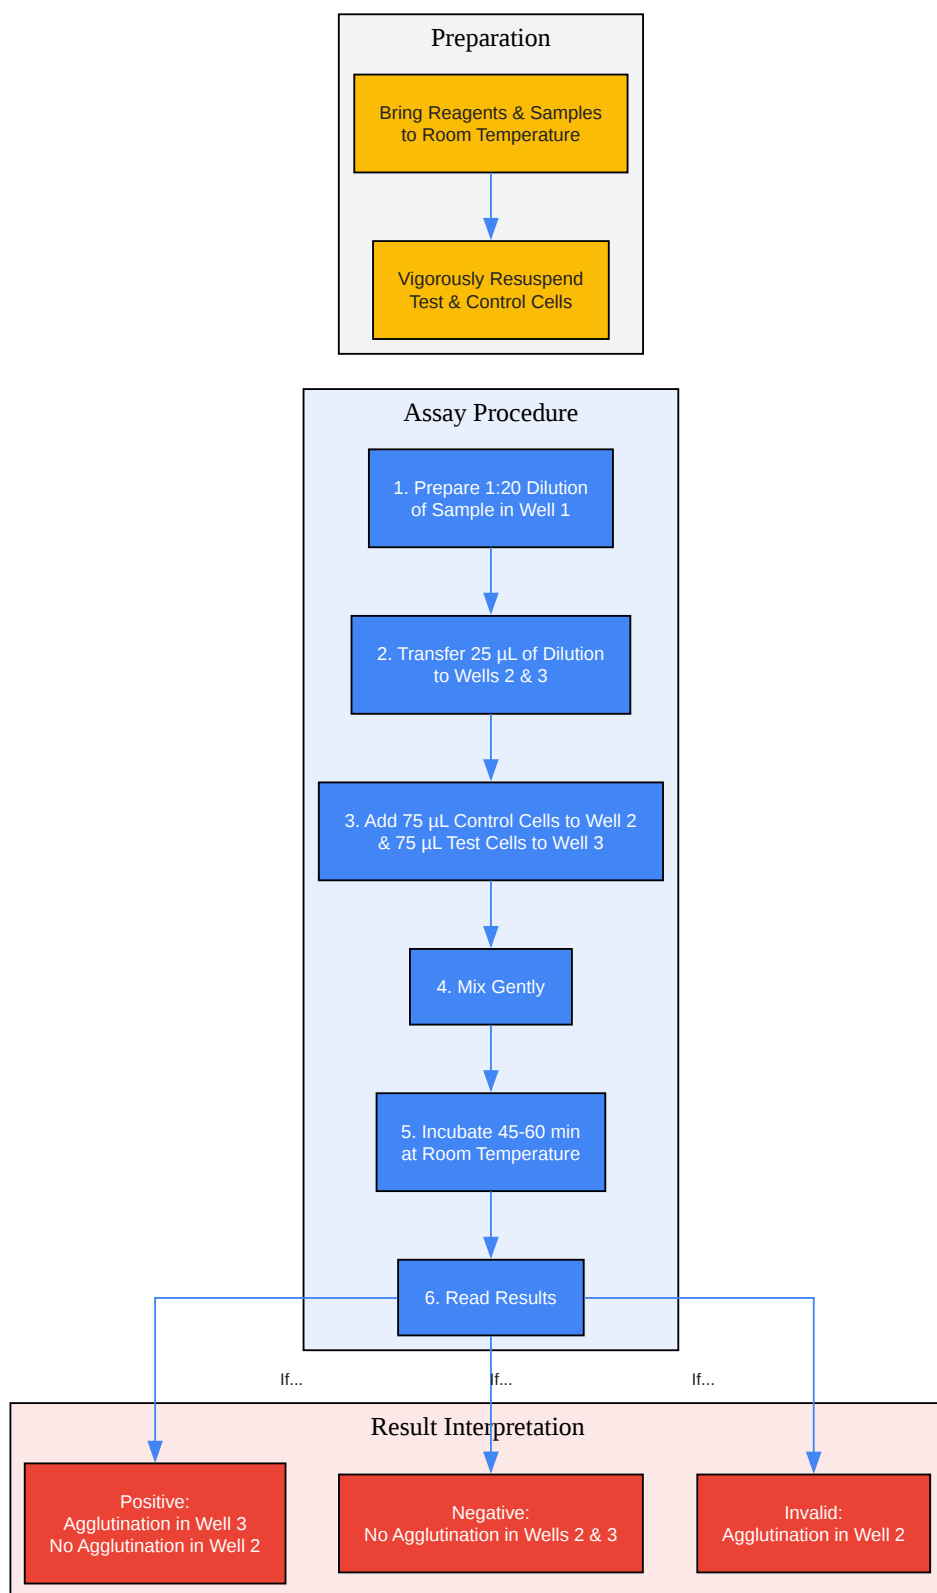 Preparation
Bring Reagents & Samples
to Room Temperature
Vigorously Resuspend
Test & Control Cells
Assay Procedure
1. Prepare 1:20 Dilution
of Sample in Well 1
2. Transfer 25 µL of Dilution
to Wells 2 & 3
3. Add 75 µL Control Cells to Well 2
& 75 µL Test Cells to Well 3
4. Mix Gently
5. Incubate 45-60 min
at Room Temperature
6. Read Results
If...
If...
If...
Result Interpretation
Positive:
Agglutination in Well 3
No Agglutination in Well 2
Negative:
No Agglutination in Wells 2 & 3
Invalid:
Agglutination in Well 2